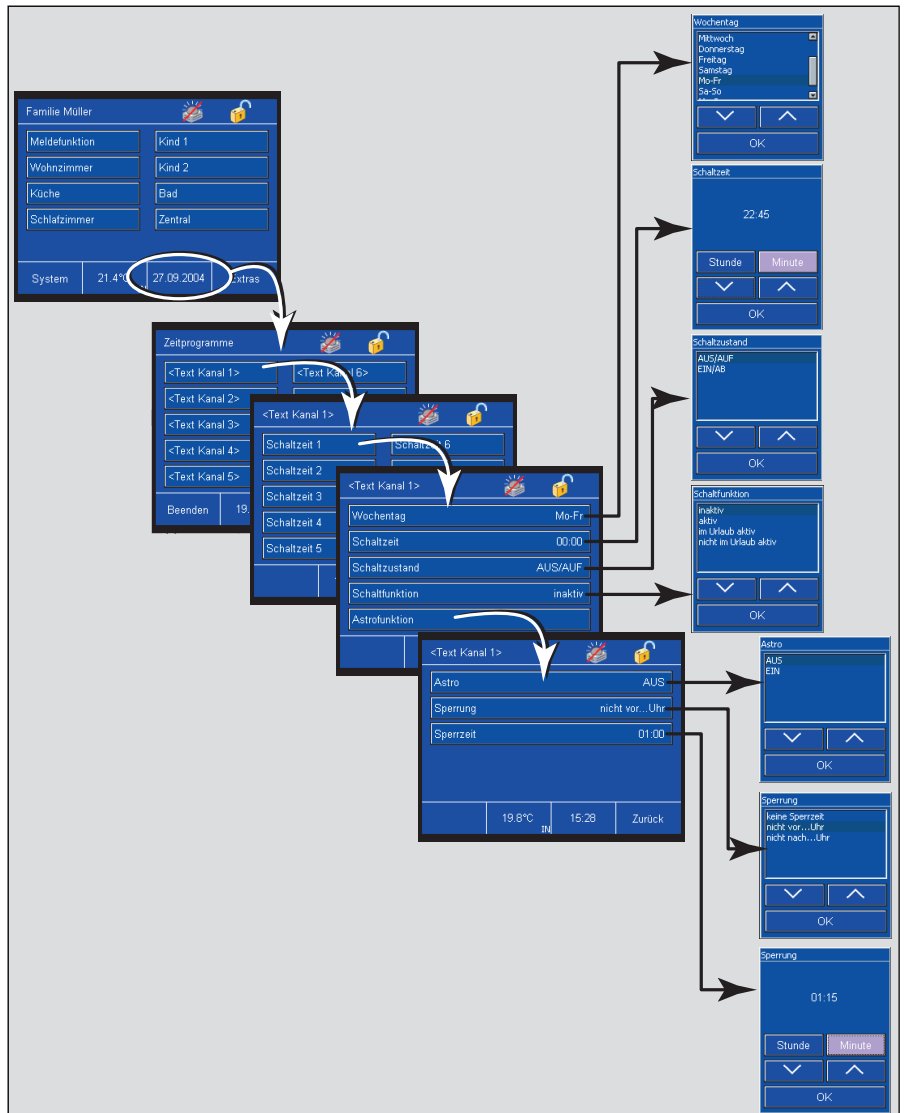 Familie Müller
Meldefunktion
Kind 1
Wohnzimmer
Kind 2
Küche
Bad
Schlafzimmer
Zentral
System
21.4°C
27.09.2004
Extras
Zeitprogramme
<Text Kanal 1>
<Text Kanal 6>
<Text Kanal 2>
<Text Kanal 3>
<Text Kanal 4>
<Text Kanal 5>
Beenden
19.
<Text Kanal 1>
Schaltzeit 1
Schaltzeit 6
Schaltzeit 2
Schaltzeit 3
Schaltzeit 4
Schaltzeit 5
<Text Kanal 1>
Wochentag Mo-Fr
Schaltzeit 00:00
Schaltzustand AUS/AUF
Schaltfunktion inaktiv
Astrofunktion
<Text Kanal 1>
Astro AUS
Sperrung nicht vor...Uhr
Sperrzeit 01:00
19.8°C
IN
15:28
Zurück
Wochentag
Mittwoch
Donnerstag
Freitag
Samstag
Mo-Fr
Sa-So
OK
Schaltzeit
22:45
Stunde
Minute
OK
Schaltzustand
AUS/AUF
EIN/AB
OK
Schaltfunktion
inaktiv
aktiv
im Urlaub aktiv
nicht im Urlaub aktiv
OK
Astro
AUS
EIN
OK
Sperrung
keine Sperrzeit
nicht vor...Uhr
nicht nach...Uhr
OK
Sperrung
01:15
Stunde
Minute
OK